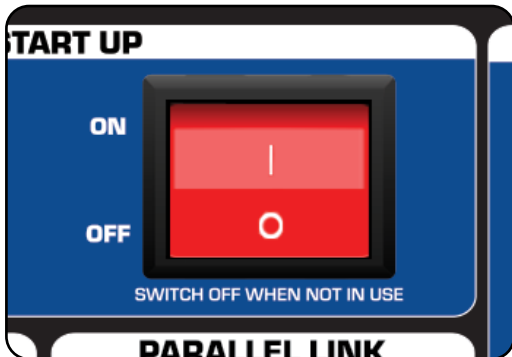 START UP
ON
I
OFF
O
SWITCH OFF WHEN NOT IN USE
PARALLEL LINK